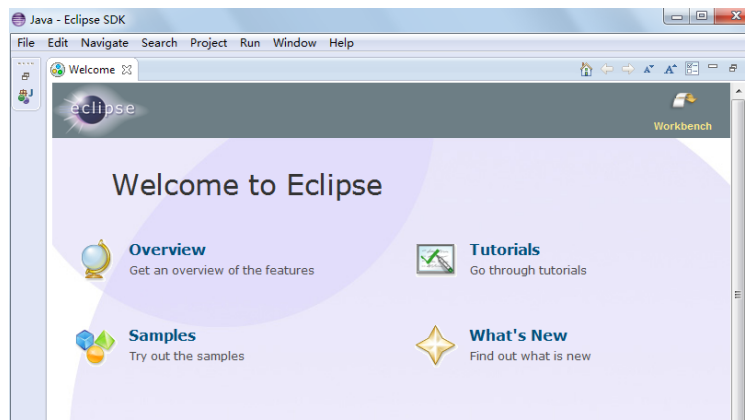 Java - Eclipse SDK
File Edit Navigate Search Project Run Window Help
Welcome
eclipse
Workbench
Welcome to Eclipse
Overview
Get an overview of the features
Tutorials
Go through tutorials
Samples
Try out the samples
What's New
Find out what is new